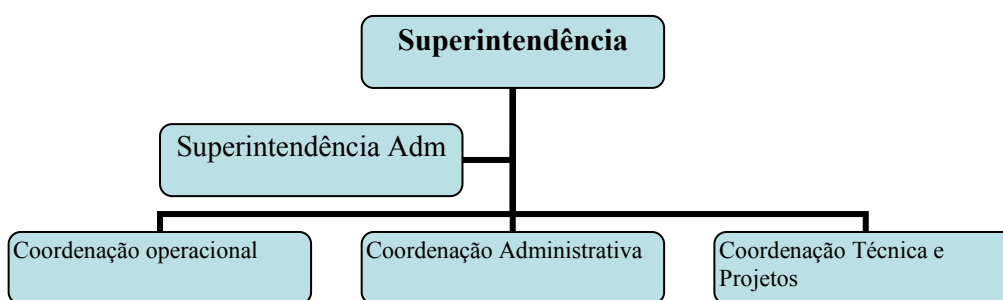 Superintendência
Superintendência Adm
Coordenação operacional
Coordenação Administrativa
Coordenação Técnica e
Projetos